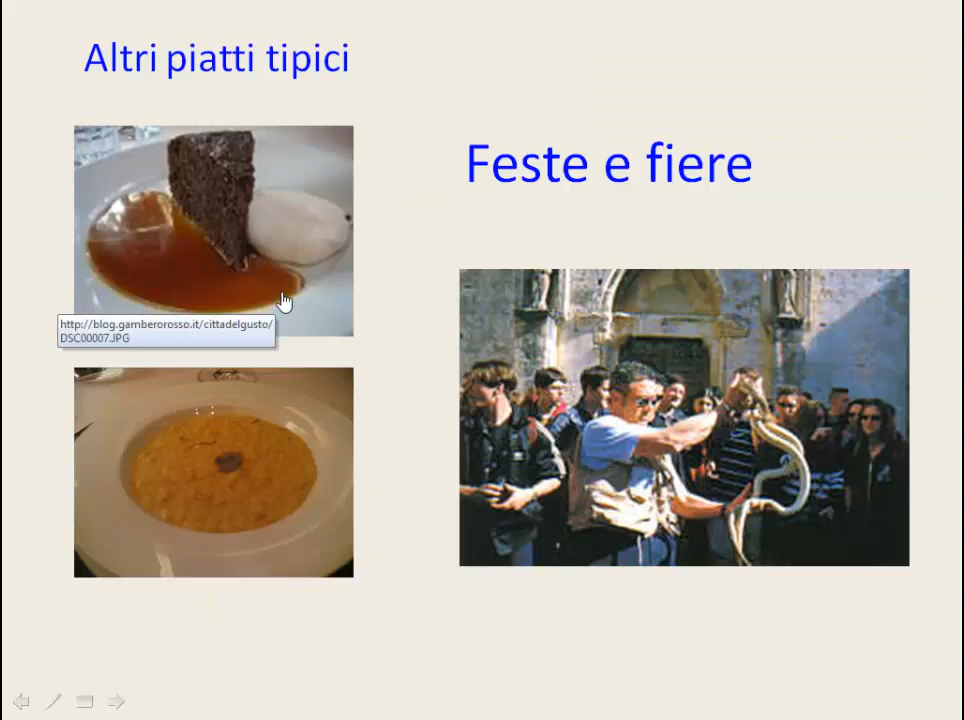 Altri piatti tipici
Feste e fiere
http://blog.gamberorosso.it/cittadelgusto/
DSC00007.JPG